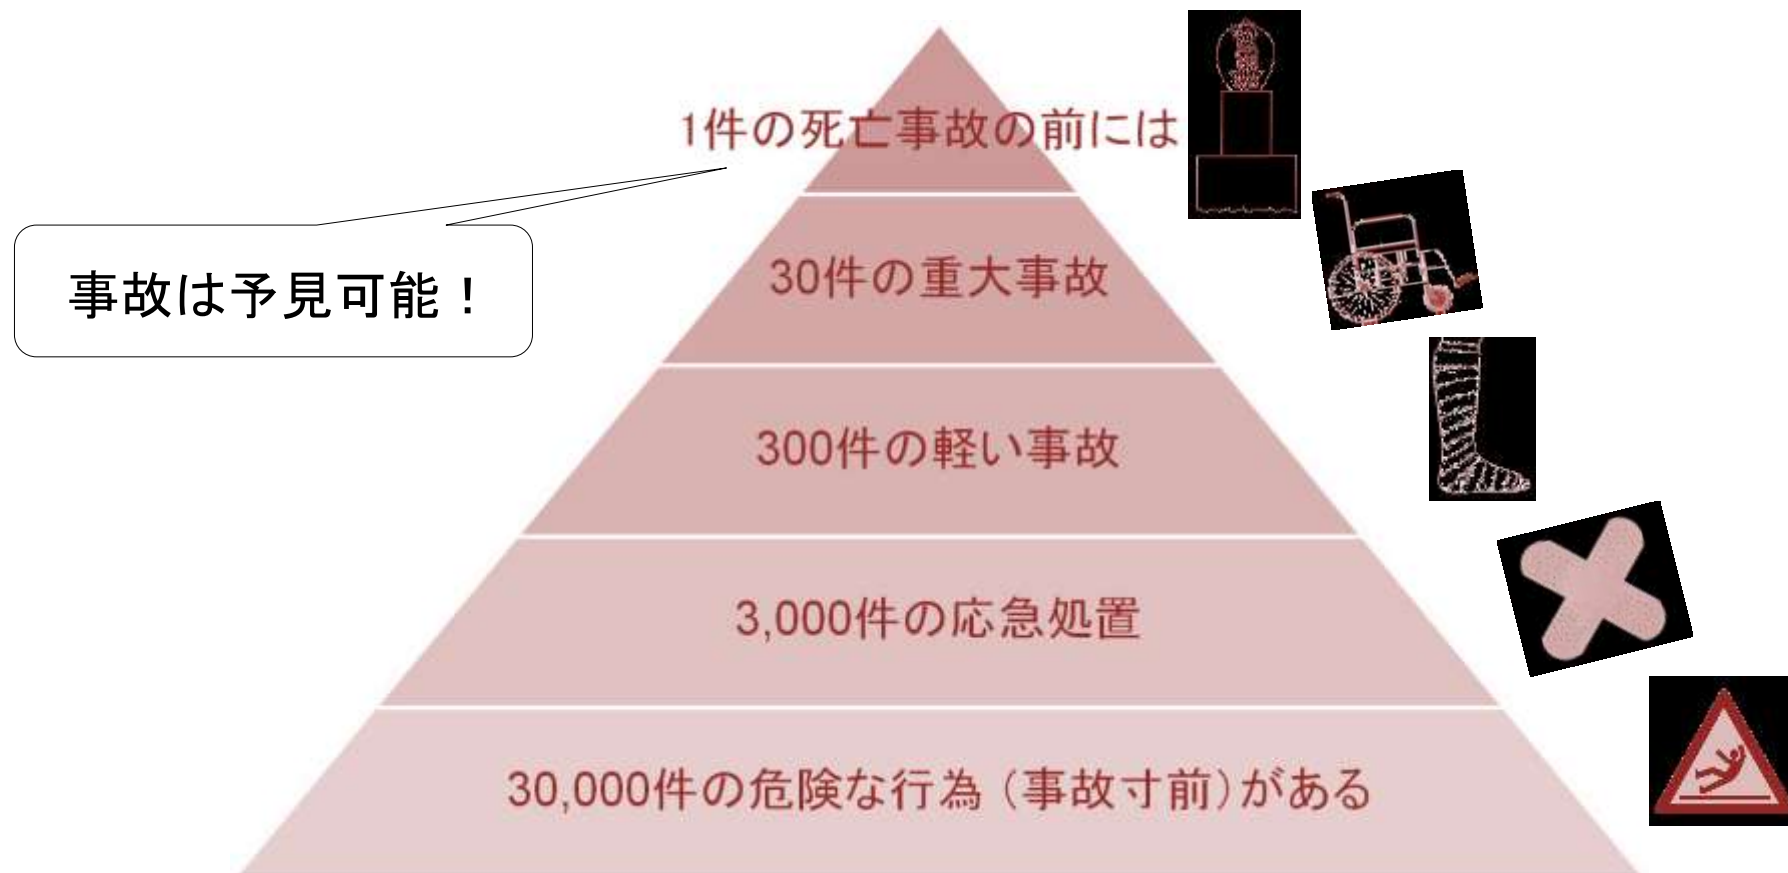 1件の死亡事故の前には
事故は予見可能！
30件の重大事故
300件の軽い事故
3,000件の応急処置
30,000件の危険な行為（事故寸前）がある